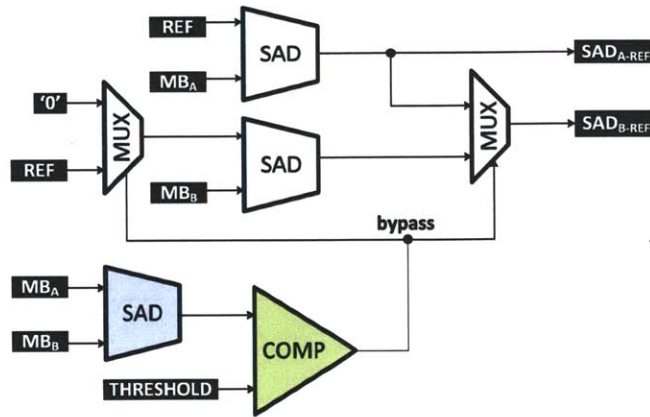 REF
SAD
SAD_A-REF
MB_A
'0'
MUX
MUX
SAD_B-REF
SAD
REF
MB_B
bypass
MB_A
SAD
MB_B
COMP
THRESHOLD